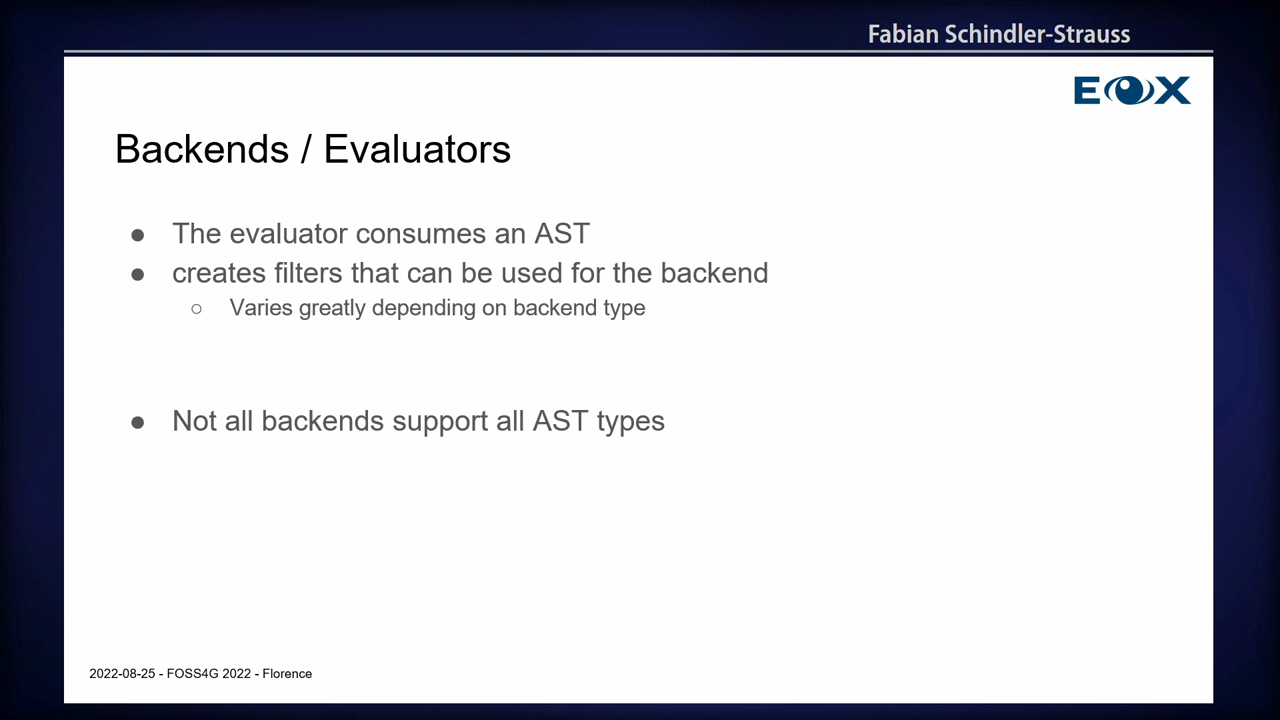 Fabian Schindler-Strauss
EOX
Backends / Evaluators
● The evaluator consumes an AST
● creates filters that can be used for the backend
○ Varies greatly depending on backend type
● Not all backends support all AST types
2022-08-25 - FOSS4G 2022 - Florence